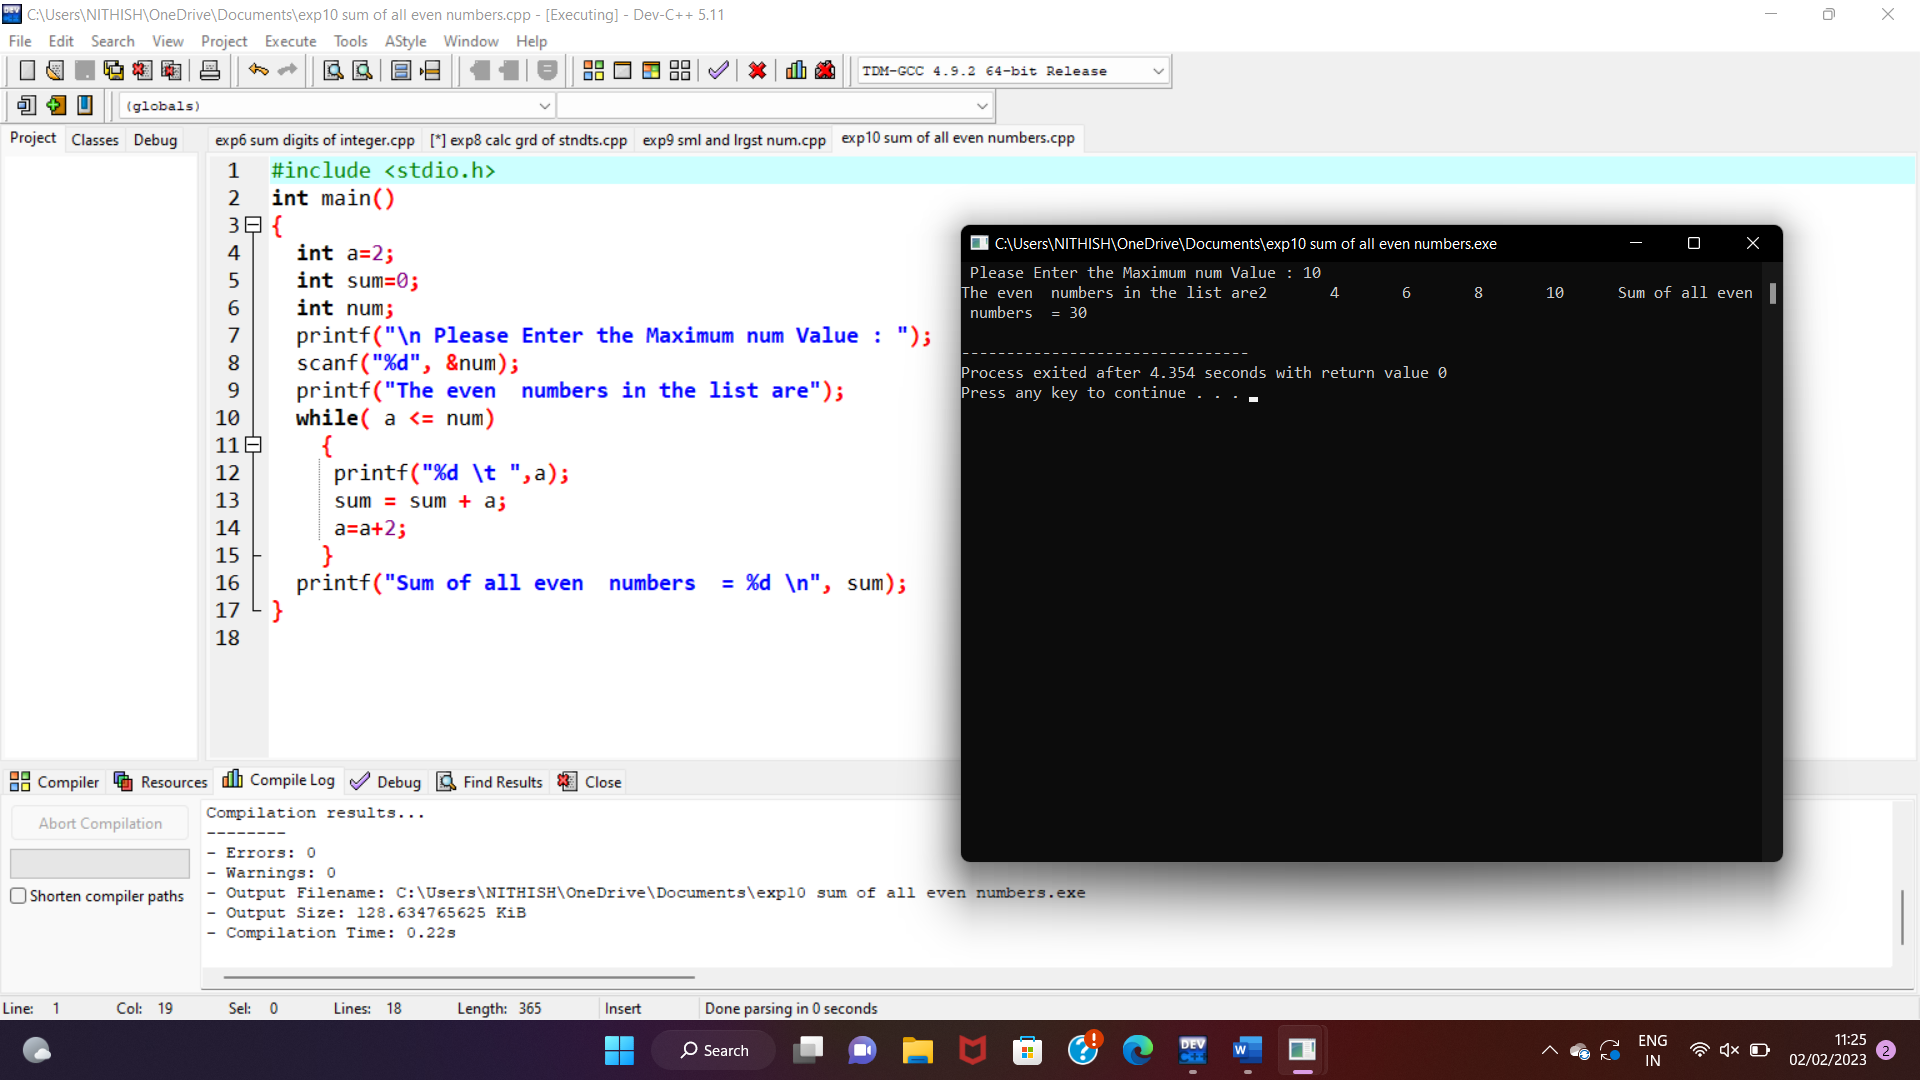 C:\Users\NITHISH\OneDrive\Documents\exp10 sum of all even numbers.cpp - [Executing] - Dev-C++ 5.11
File Edit Search View Project Execute Tools AStyle Window Help
TDM-GCC 4.9.2 64-bit Release
(globals)
Project Classes Debug
exp6 sum digits of integer.cpp [*] exp8 calc grd of stndts.cpp exp9 sml and lrgst num.cpp exp10 sum of all even numbers.cpp
1 #include <stdio.h>
2 int main()
3 {
4 int a=2;
5 int sum=0;
6 int num;
7 printf("\n Please Enter the Maximum num Value : ");
8 scanf("%d", &num);
9 printf("The even  numbers in the list are");
10 while( a <= num)
11 {
12 printf("%d \t ",a);
13 sum = sum + a;
14 a=a+2;
15 }
16 printf("Sum of all even  numbers  = %d \n", sum);
17 }
18
C:\Users\NITHISH\OneDrive\Documents\exp10 sum of all even numbers.exe
Please Enter the Maximum num Value : 10
The even  numbers in the list are2 4 6 8 10 Sum of all even
numbers  = 30
--------------------------------
Process exited after 4.354 seconds with return value 0
Press any key to continue . . .
Compiler Resources Compile Log Debug Find Results Close
Abort Compilation
Shorten compiler paths
Compilation results...
--------
- Errors: 0
- Warnings: 0
- Output Filename: C:\Users\NITHISH\OneDrive\Documents\exp10 sum of all even numbers.exe
- Output Size: 128.634765625 KiB
- Compilation Time: 0.22s
Line: 1 Col: 19 Sel: 0 Lines: 18 Length: 365 Insert Done parsing in 0 seconds
Search
DEV
C++
W
ENG
IN
11:25
02/02/2023
2